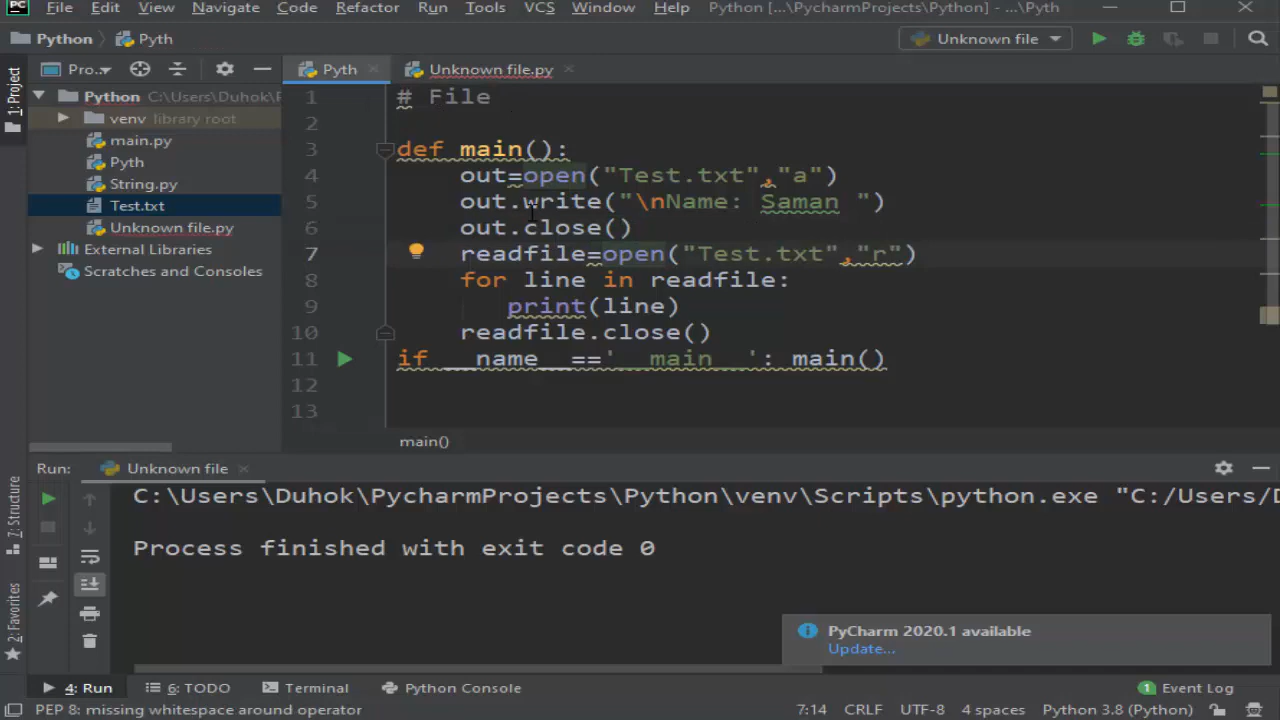 PC File Edit View Navigate Code Refactor Run Tools VCS Window Help Python [...\PycharmProjects\Python] - ...\Pyth
Python Pyth Unknown file
1: Project
Pro.. Pyth Unknown file.py
Python C:\Users\Duhok\P
venv library root
main.py
Pyth
String.py
Test.txt
Unknown file.py
External Libraries
Scratches and Consoles
1 # File
2
3 def main():
4 out=open("Test.txt","a")
5 out.write("\nName: Saman ")
6 out.close()
7 readfile=open("Test.txt","r")
8 for line in readfile:
9 print(line)
10 readfile.close()
11 if __name__=='__main__': main()
12
13
main()
Run: Unknown file
7: Structure
2: Favorites
C:\Users\Duhok\PycharmProjects\Python\venv\Scripts\python.exe "C:/Users/D
Process finished with exit code 0
PyCharm 2020.1 available
Update...
4: Run 6: TODO Terminal Python Console 1 Event Log
PEP 8: missing whitespace around operator 7:14 CRLF UTF-8 4 spaces Python 3.8 (Python)